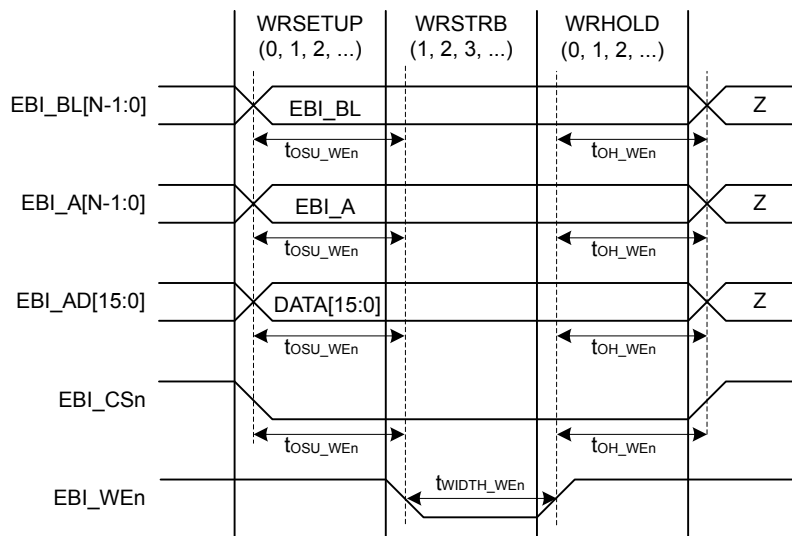 WRSETUP WRSTRB WRHOLD
(0, 1, 2, ...) (1, 2, 3, ...) (0, 1, 2, ...)
EBI_BL[N-1:0] EBI_BL Z
tOSU_WEn tOH_WEn
EBI_A[N-1:0] EBI_A Z
tOSU_WEn tOH_WEn
EBI_AD[15:0] DATA[15:0] Z
tOSU_WEn tOH_WEn
EBI_CSn
tOSU_WEn tOH_WEn
EBI_WEn tWIDTH_WEn